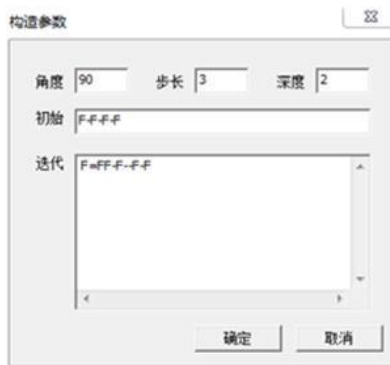 构造参数
角度 90 步长 3 深度 2
初始 F-F-F-F
迭代 F=FF-F--F-F
确定 取消